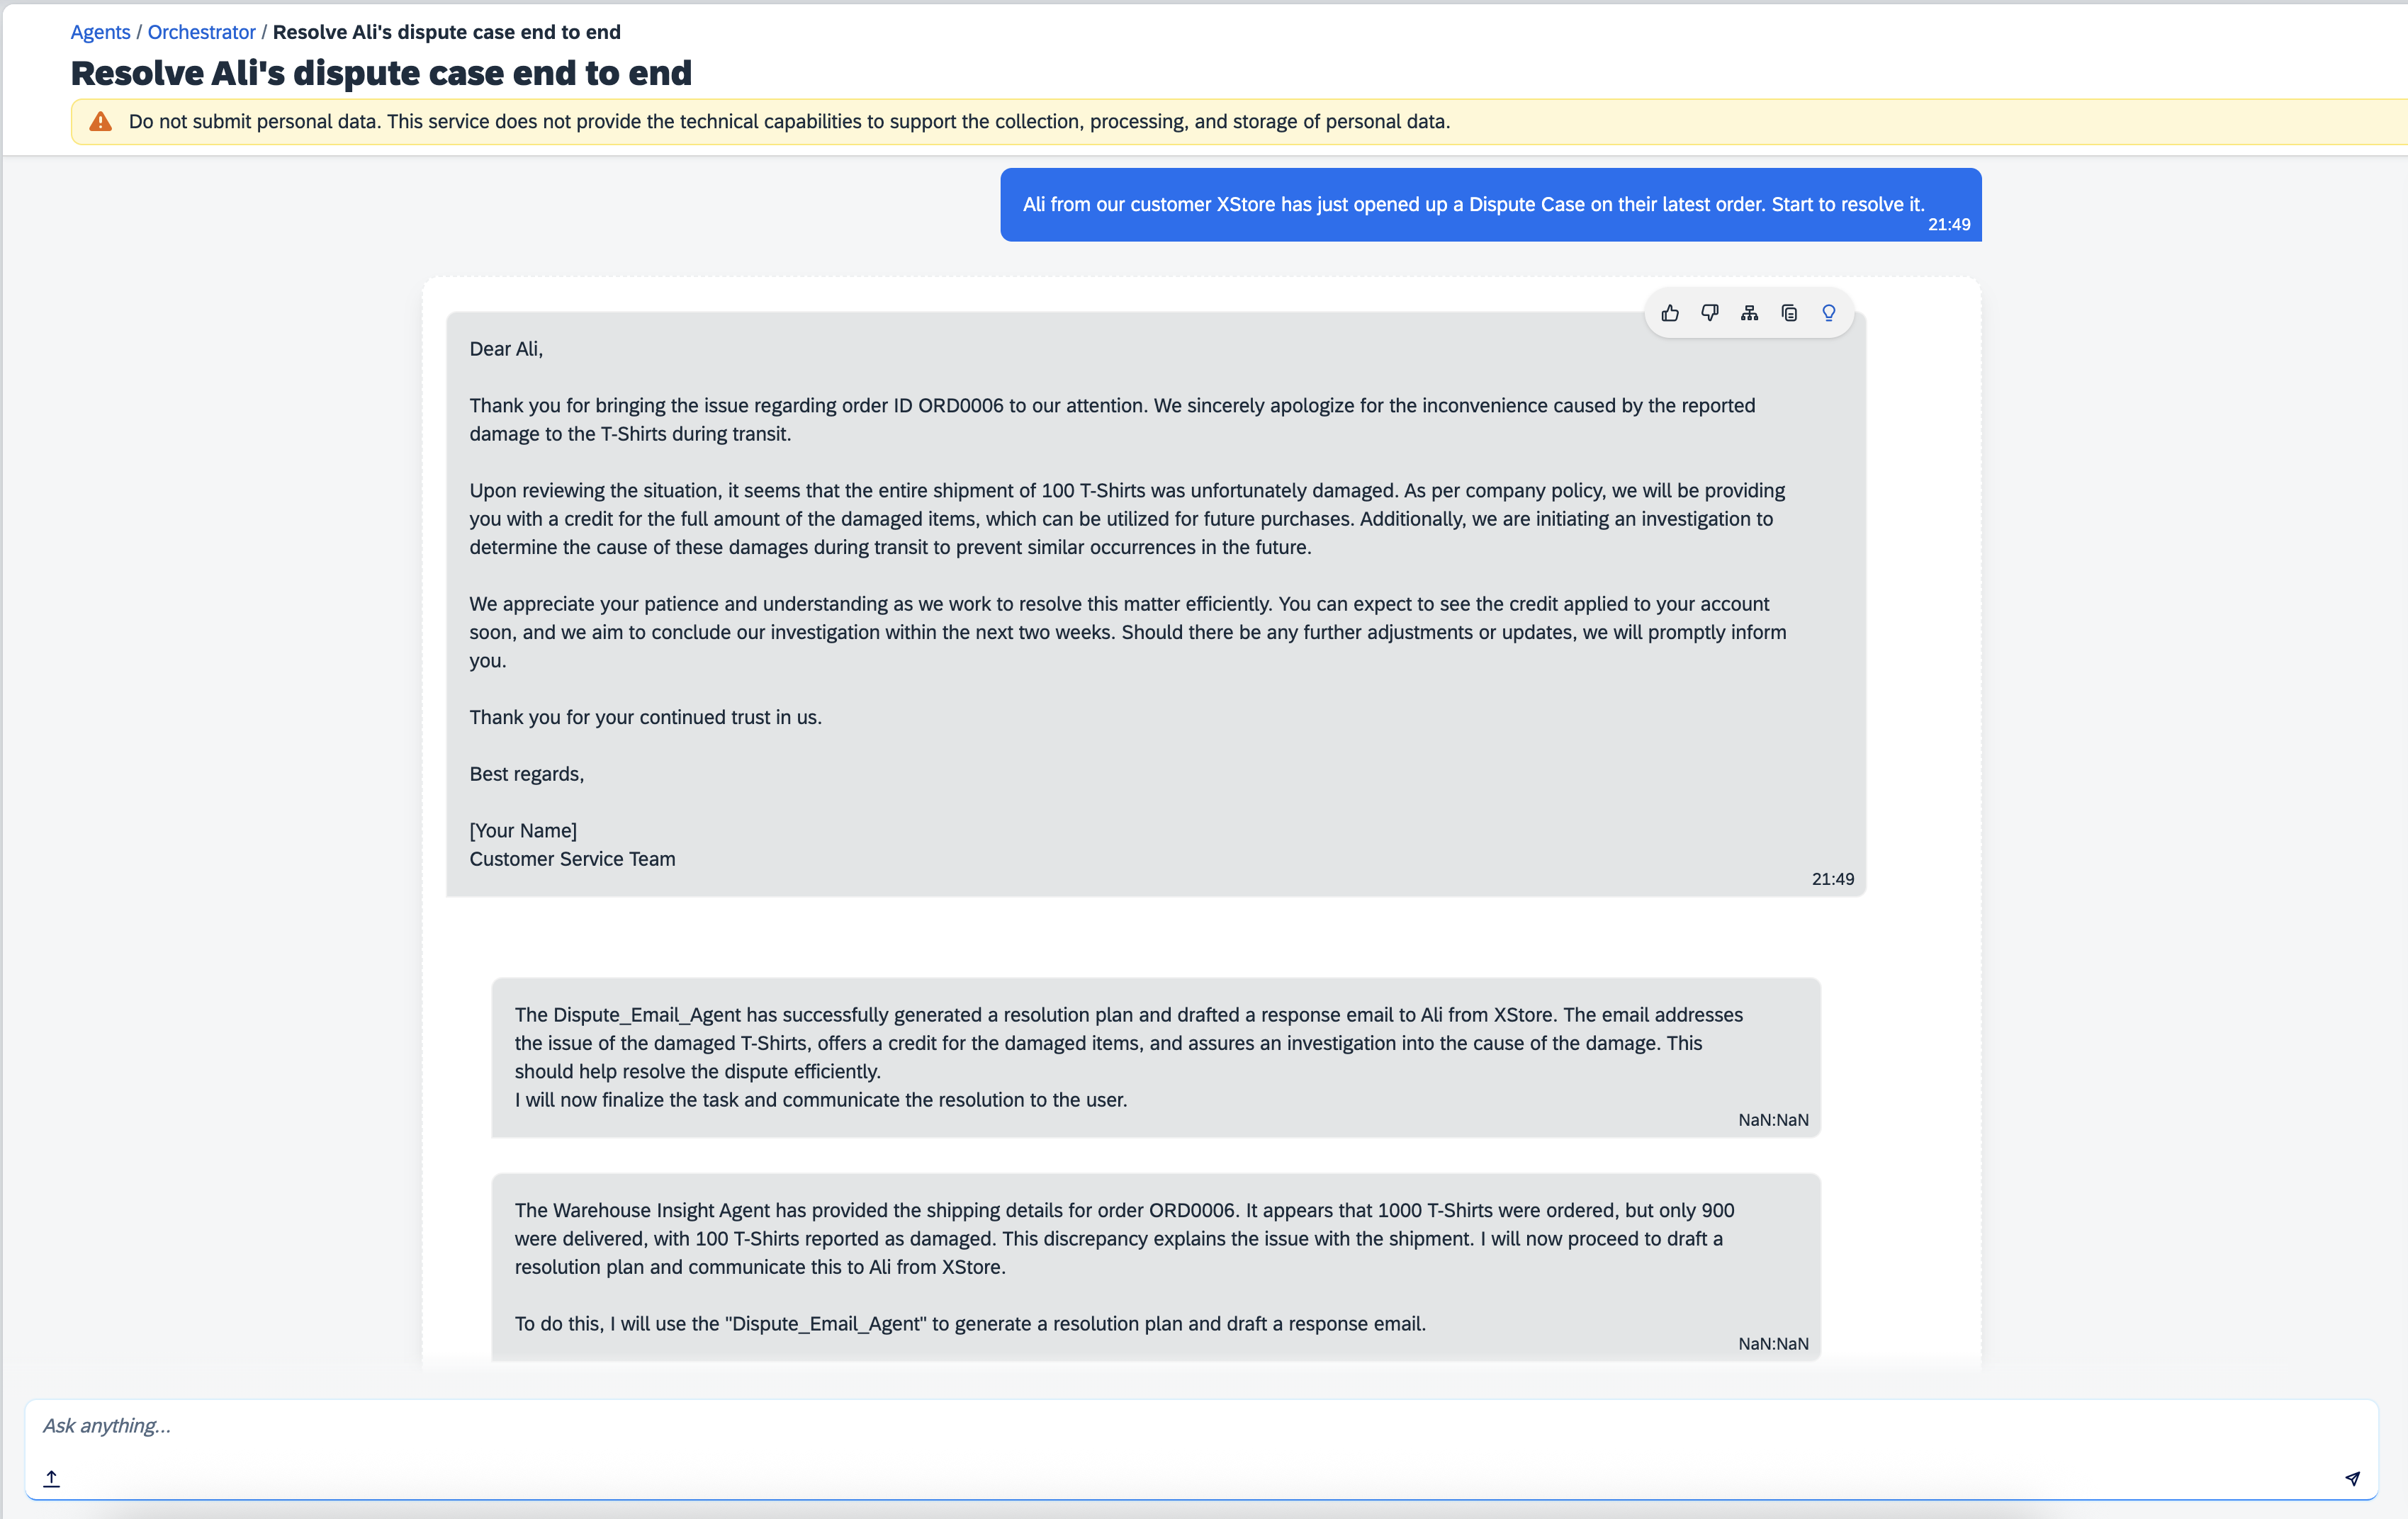 Agents / Orchestrator / Resolve Ali's dispute case end to end
Resolve Ali's dispute case end to end
Do not submit personal data. This service does not provide the technical capabilities to support the collection, processing, and storage of personal data.
Ali from our customer XStore has just opened up a Dispute Case on their latest order. Start to resolve it.
21:49
Dear Ali,
Thank you for bringing the issue regarding order ID ORD0006 to our attention. We sincerely apologize for the inconvenience caused by the reported
damage to the T-Shirts during transit.
Upon reviewing the situation, it seems that the entire shipment of 100 T-Shirts was unfortunately damaged. As per company policy, we will be providing
you with a credit for the full amount of the damaged items, which can be utilized for future purchases. Additionally, we are initiating an investigation to
determine the cause of these damages during transit to prevent similar occurrences in the future.
We appreciate your patience and understanding as we work to resolve this matter efficiently. You can expect to see the credit applied to your account
soon, and we aim to conclude our investigation within the next two weeks. Should there be any further adjustments or updates, we will promptly inform
you.
Thank you for your continued trust in us.
Best regards,
[Your Name]
Customer Service Team
21:49
The Dispute_Email_Agent has successfully generated a resolution plan and drafted a response email to Ali from XStore. The email addresses
the issue of the damaged T-Shirts, offers a credit for the damaged items, and assures an investigation into the cause of the damage. This
should help resolve the dispute efficiently.
I will now finalize the task and communicate the resolution to the user.
NaN:NaN
The Warehouse Insight Agent has provided the shipping details for order ORD0006. It appears that 1000 T-Shirts were ordered, but only 900
were delivered, with 100 T-Shirts reported as damaged. This discrepancy explains the issue with the shipment. I will now proceed to draft a
resolution plan and communicate this to Ali from XStore.
To do this, I will use the "Dispute_Email_Agent" to generate a resolution plan and draft a response email.
NaN:NaN
Ask anything...